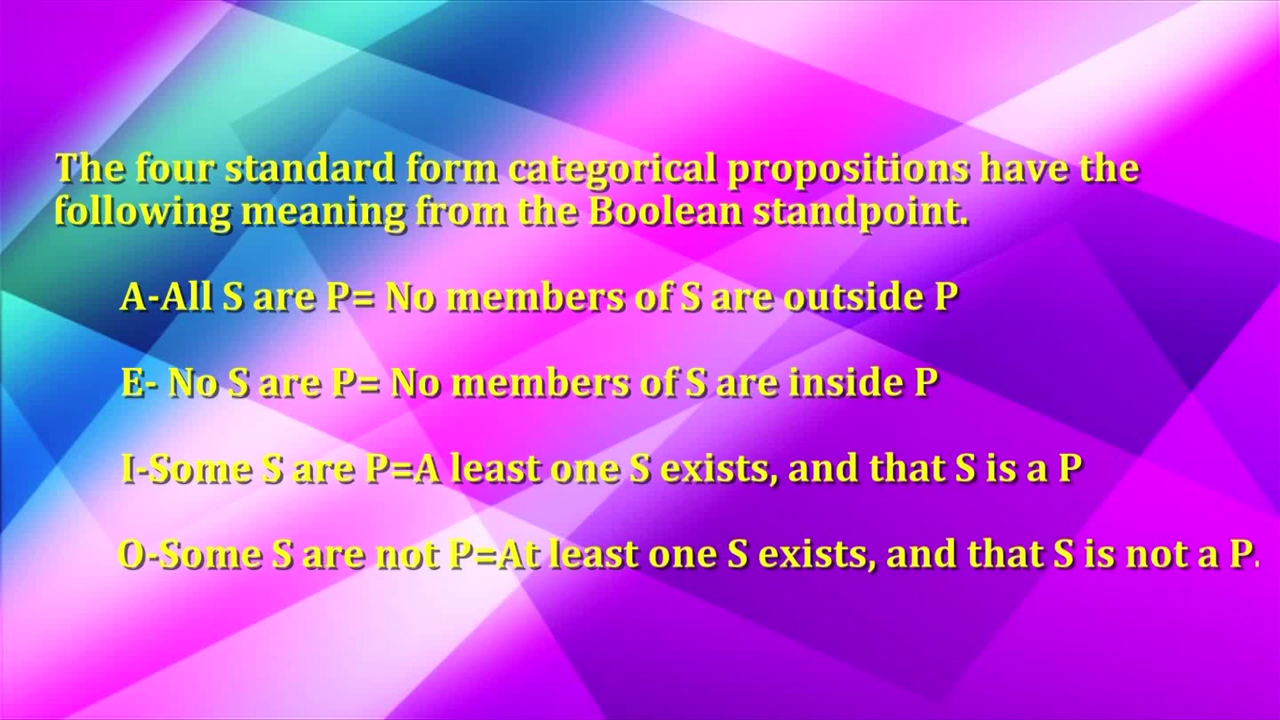 The four standard form categorical propositions have the
following meaning from the Boolean standpoint.
A-All S are P= No members of S are outside P
E- No S are P= No members of S are inside P
I-Some S are P=A least one S exists, and that S is a P
O-Some S are not P=At least one S exists, and that S is not a P.